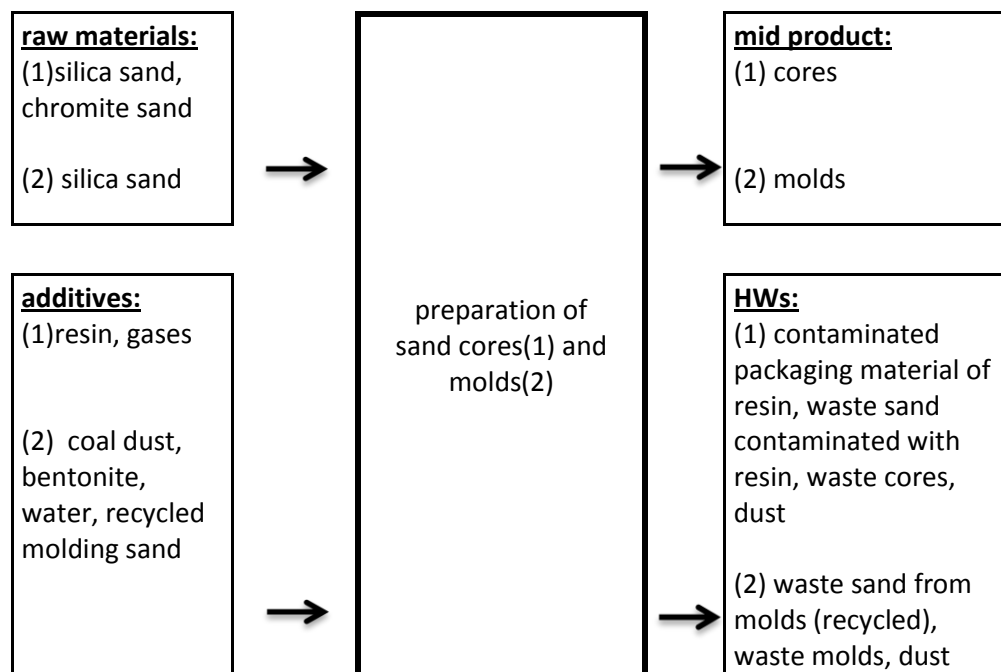 raw materials:
(1)silica sand,
chromite sand
(2) silica sand
additives:
(1)resin, gases
(2) coal dust,
bentonite,
water, recycled
molding sand
preparation of
sand cores(1) and
molds(2)
mid product:
(1) cores
(2) molds
HWs:
(1) contaminated
packaging material of
resin, waste sand
contaminated with
resin, waste cores,
dust
(2) waste sand from
molds (recycled),
waste molds, dust